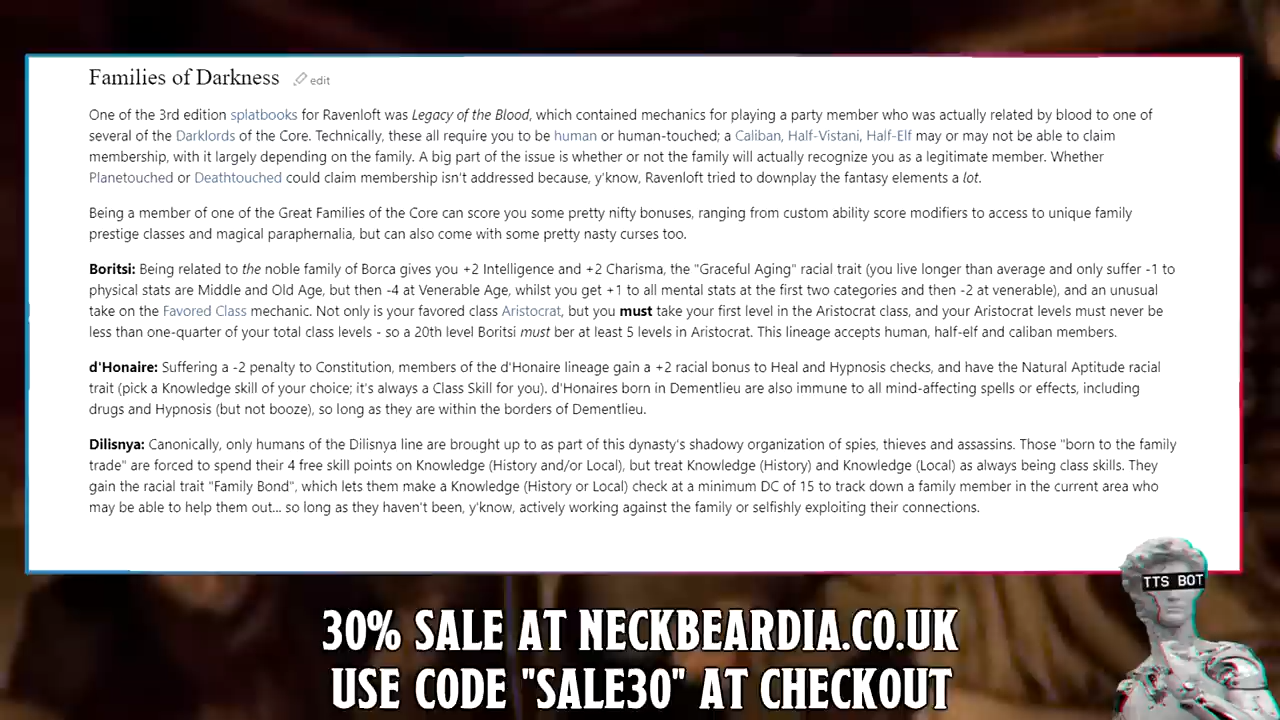 Families of Darkness edit
One of the 3rd edition splatbooks for Ravenloft was Legacy of the Blood, which contained mechanics for playing a party member who was actually related by blood to one of
several of the Darklords of the Core. Technically, these all require you to be human or human-touched; a Caliban, Half-Vistani, Half-Elf may or may not be able to claim
membership, with it largely depending on the family. A big part of the issue is whether or not the family will actually recognize you as a legitimate member. Whether
Planetouched or Deathtouched could claim membership isn't addressed because, y'know, Ravenloft tried to downplay the fantasy elements a lot.
Being a member of one of the Great Families of the Core can score you some pretty nifty bonuses, ranging from custom ability score modifiers to access to unique family
prestige classes and magical paraphernalia, but can also come with some pretty nasty curses too.
Boritsi: Being related to the noble family of Borca gives you +2 Intelligence and +2 Charisma, the "Graceful Aging" racial trait (you live longer than average and only suffer -1 to
physical stats are Middle and Old Age, but then -4 at Venerable Age, whilst you get +1 to all mental stats at the first two categories and then -2 at venerable), and an unusual
take on the Favored Class mechanic. Not only is your favored class Aristocrat, but you must take your first level in the Aristocrat class, and your Aristocrat levels must never be
less than one-quarter of your total class levels - so a 20th level Boritsi must ber at least 5 levels in Aristocrat. This lineage accepts human, half-elf and caliban members.
d'Honaire: Suffering a -2 penalty to Constitution, members of the d'Honaire lineage gain a +2 racial bonus to Heal and Hypnosis checks, and have the Natural Aptitude racial
trait (pick a Knowledge skill of your choice; it's always a Class Skill for you). d'Honaires born in Dementlieu are also immune to all mind-affecting spells or effects, including
drugs and Hypnosis (but not booze), so long as they are within the borders of Dementlieu.
Dilisnya: Canonically, only humans of the Dilisnya line are brought up to as part of this dynasty's shadowy organization of spies, thieves and assassins. Those "born to the family
trade" are forced to spend their 4 free skill points on Knowledge (History and/or Local), but treat Knowledge (History) and Knowledge (Local) as always being class skills. They
gain the racial trait "Family Bond", which lets them make a Knowledge (History or Local) check at a minimum DC of 15 to track down a family member in the current area who
may be able to help them out... so long as they haven't been, y'know, actively working against the family or selfishly exploiting their connections.
TTS BOT
30% SALE AT NECKBEARDIA.CO.UK
USE CODE "SALE30" AT CHECKOUT